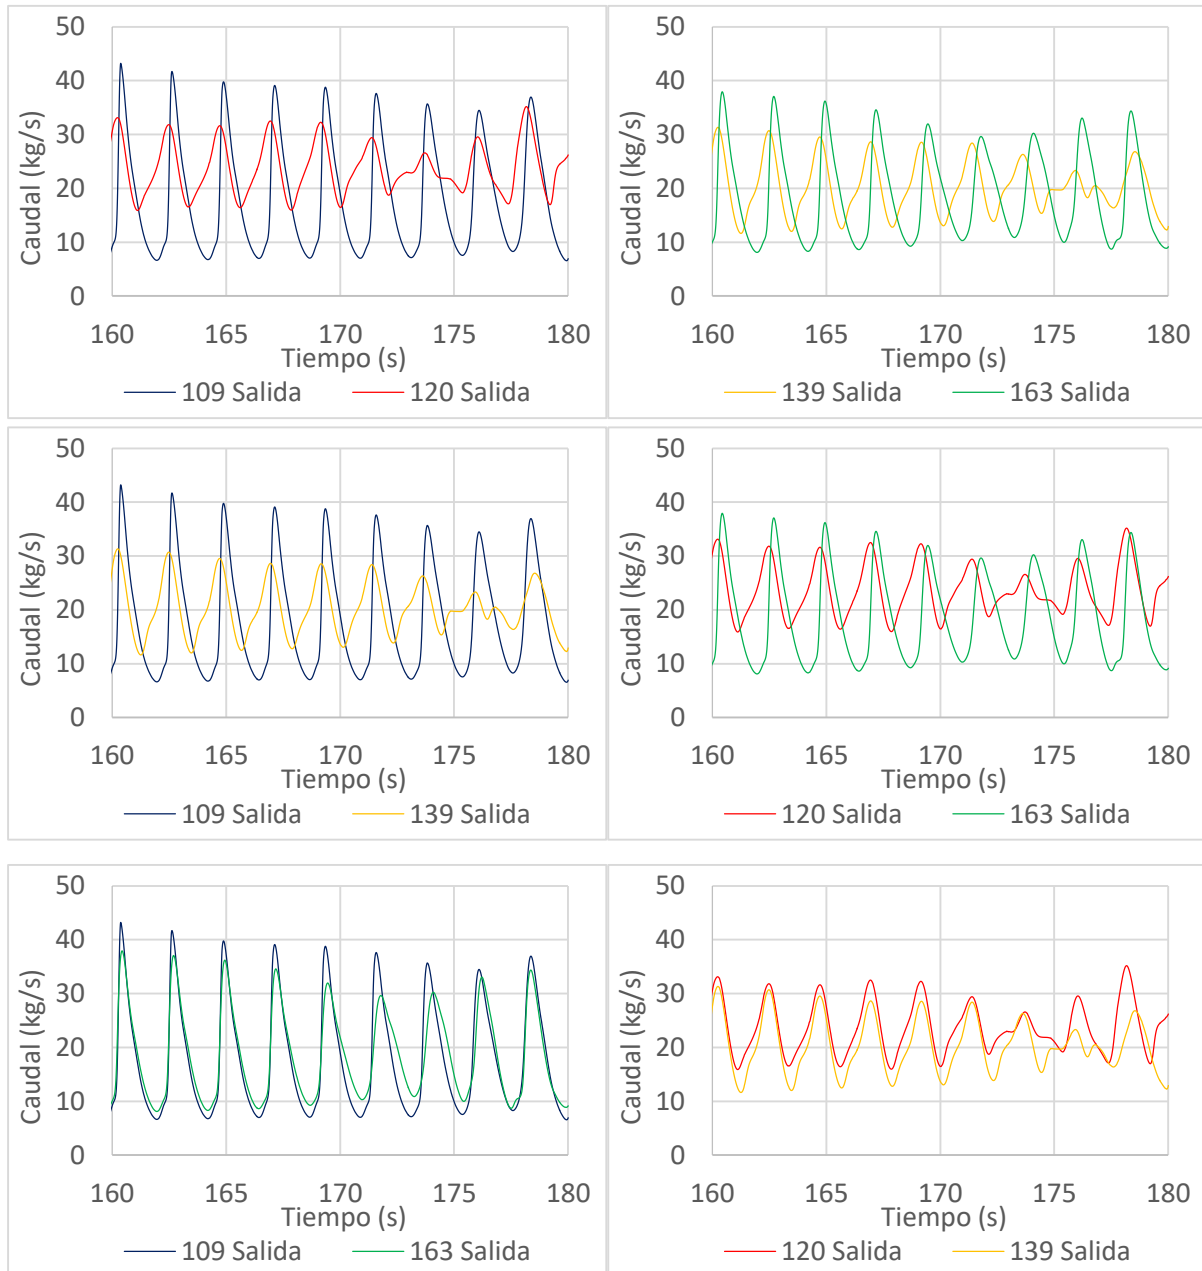 50
40
30
20
10
0
Caudal (kg/s)
160 165 170 175 180
Tiempo (s)
109 Salida 120 Salida
50
40
30
20
10
0
Caudal (kg/s)
160 165 170 175 180
Tiempo (s)
139 Salida 163 Salida
50
40
30
20
10
0
Caudal (kg/s)
160 165 170 175 180
Tiempo (s)
109 Salida 139 Salida
50
40
30
20
10
0
Caudal (kg/s)
160 165 170 175 180
Tiempo (s)
120 Salida 163 Salida
50
40
30
20
10
0
Caudal (kg/s)
160 165 170 175 180
Tiempo (s)
109 Salida 163 Salida
50
40
30
20
10
0
Caudal (kg/s)
160 165 170 175 180
Tiempo (s)
120 Salida 139 Salida